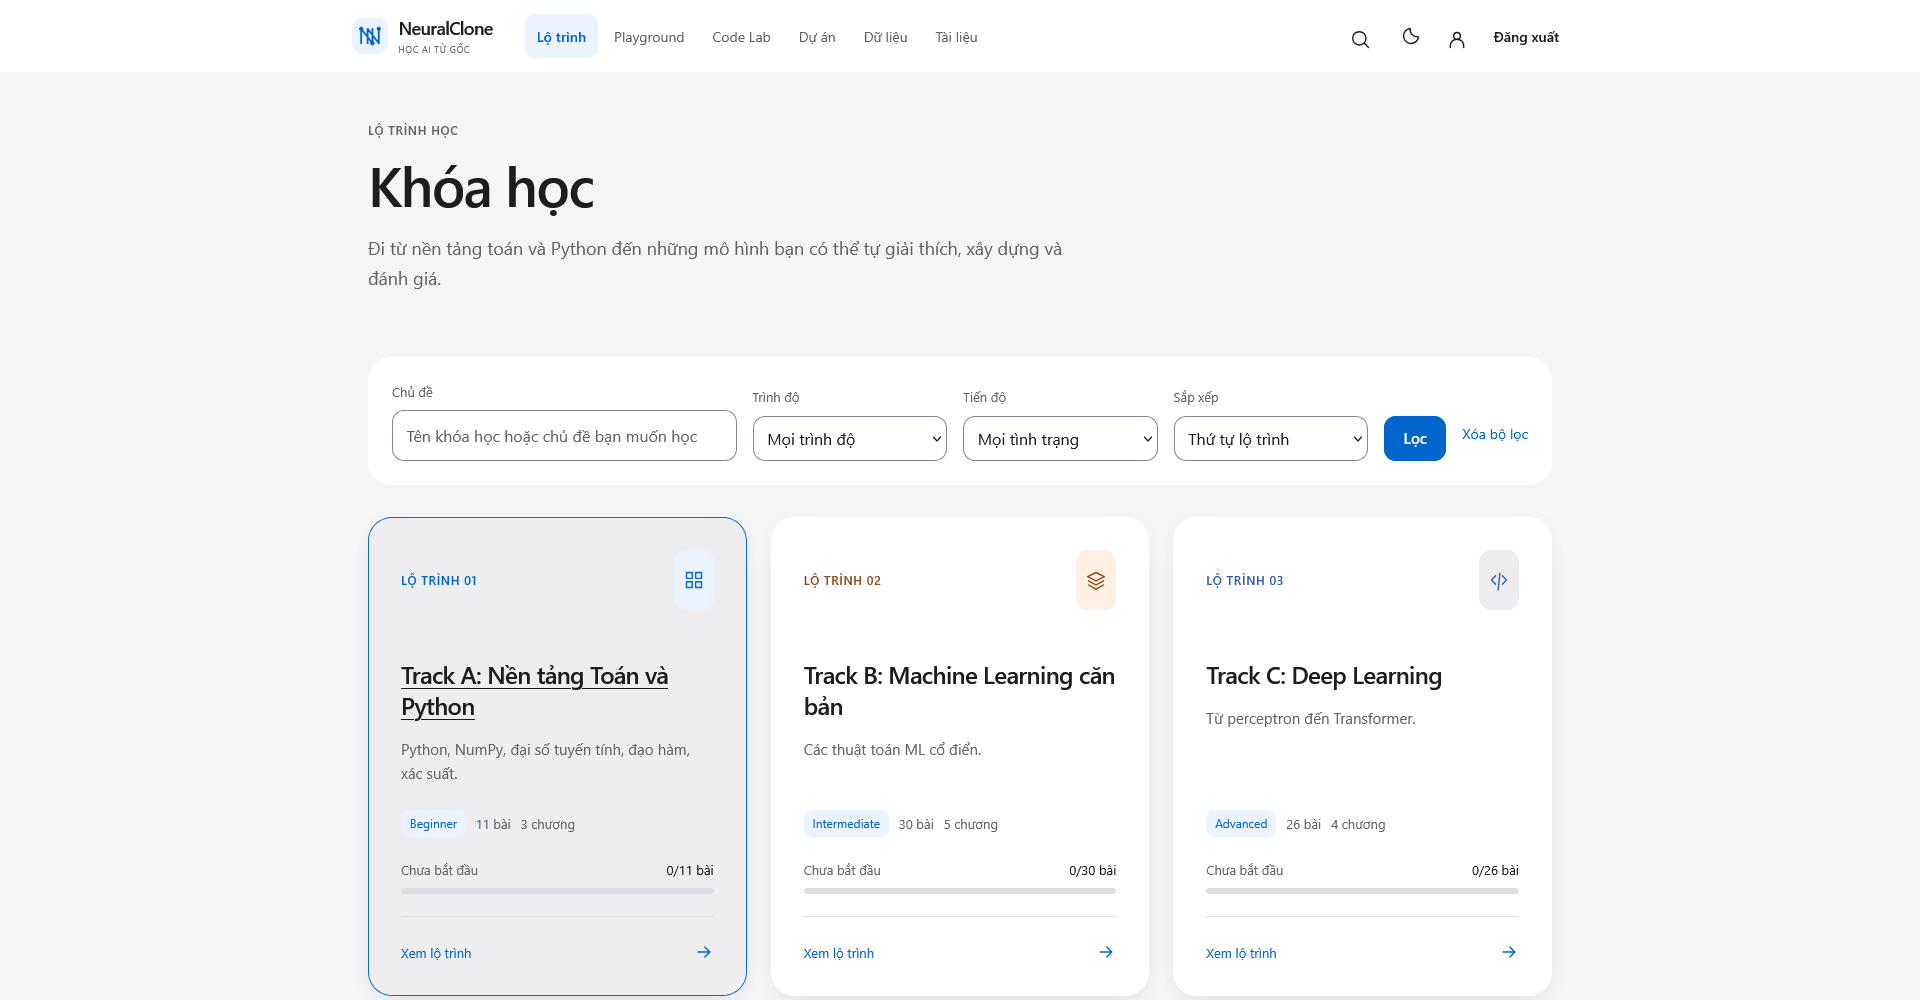 NeuralClone
HỌC AI TỪ GỐC
Lộ trình
Playground
Code Lab
Dự án
Dữ liệu
Tài liệu
Đăng xuất
LỘ TRÌNH HỌC
Khóa học
Đi từ nền tảng toán và Python đến những mô hình bạn có thể tự giải thích, xây dựng và
đánh giá.
Chủ đề
Tên khóa học hoặc chủ đề bạn muốn học
Trình độ
Mọi trình độ
Tiến độ
Mọi tình trạng
Sắp xếp
Thứ tự lộ trình
Lọc
Xóa bộ lọc
LỘ TRÌNH 01
Track A: Nền tảng Toán và
Python
Python, NumPy, đại số tuyến tính, đạo hàm,
xác suất.
Beginner 11 bài 3 chương
Chưa bắt đầu 0/11 bài
Xem lộ trình
LỘ TRÌNH 02
Track B: Machine Learning căn
bản
Các thuật toán ML cổ điển.
Intermediate 30 bài 5 chương
Chưa bắt đầu 0/30 bài
Xem lộ trình
LỘ TRÌNH 03
Track C: Deep Learning
Từ perceptron đến Transformer.
Advanced 26 bài 4 chương
Chưa bắt đầu 0/26 bài
Xem lộ trình